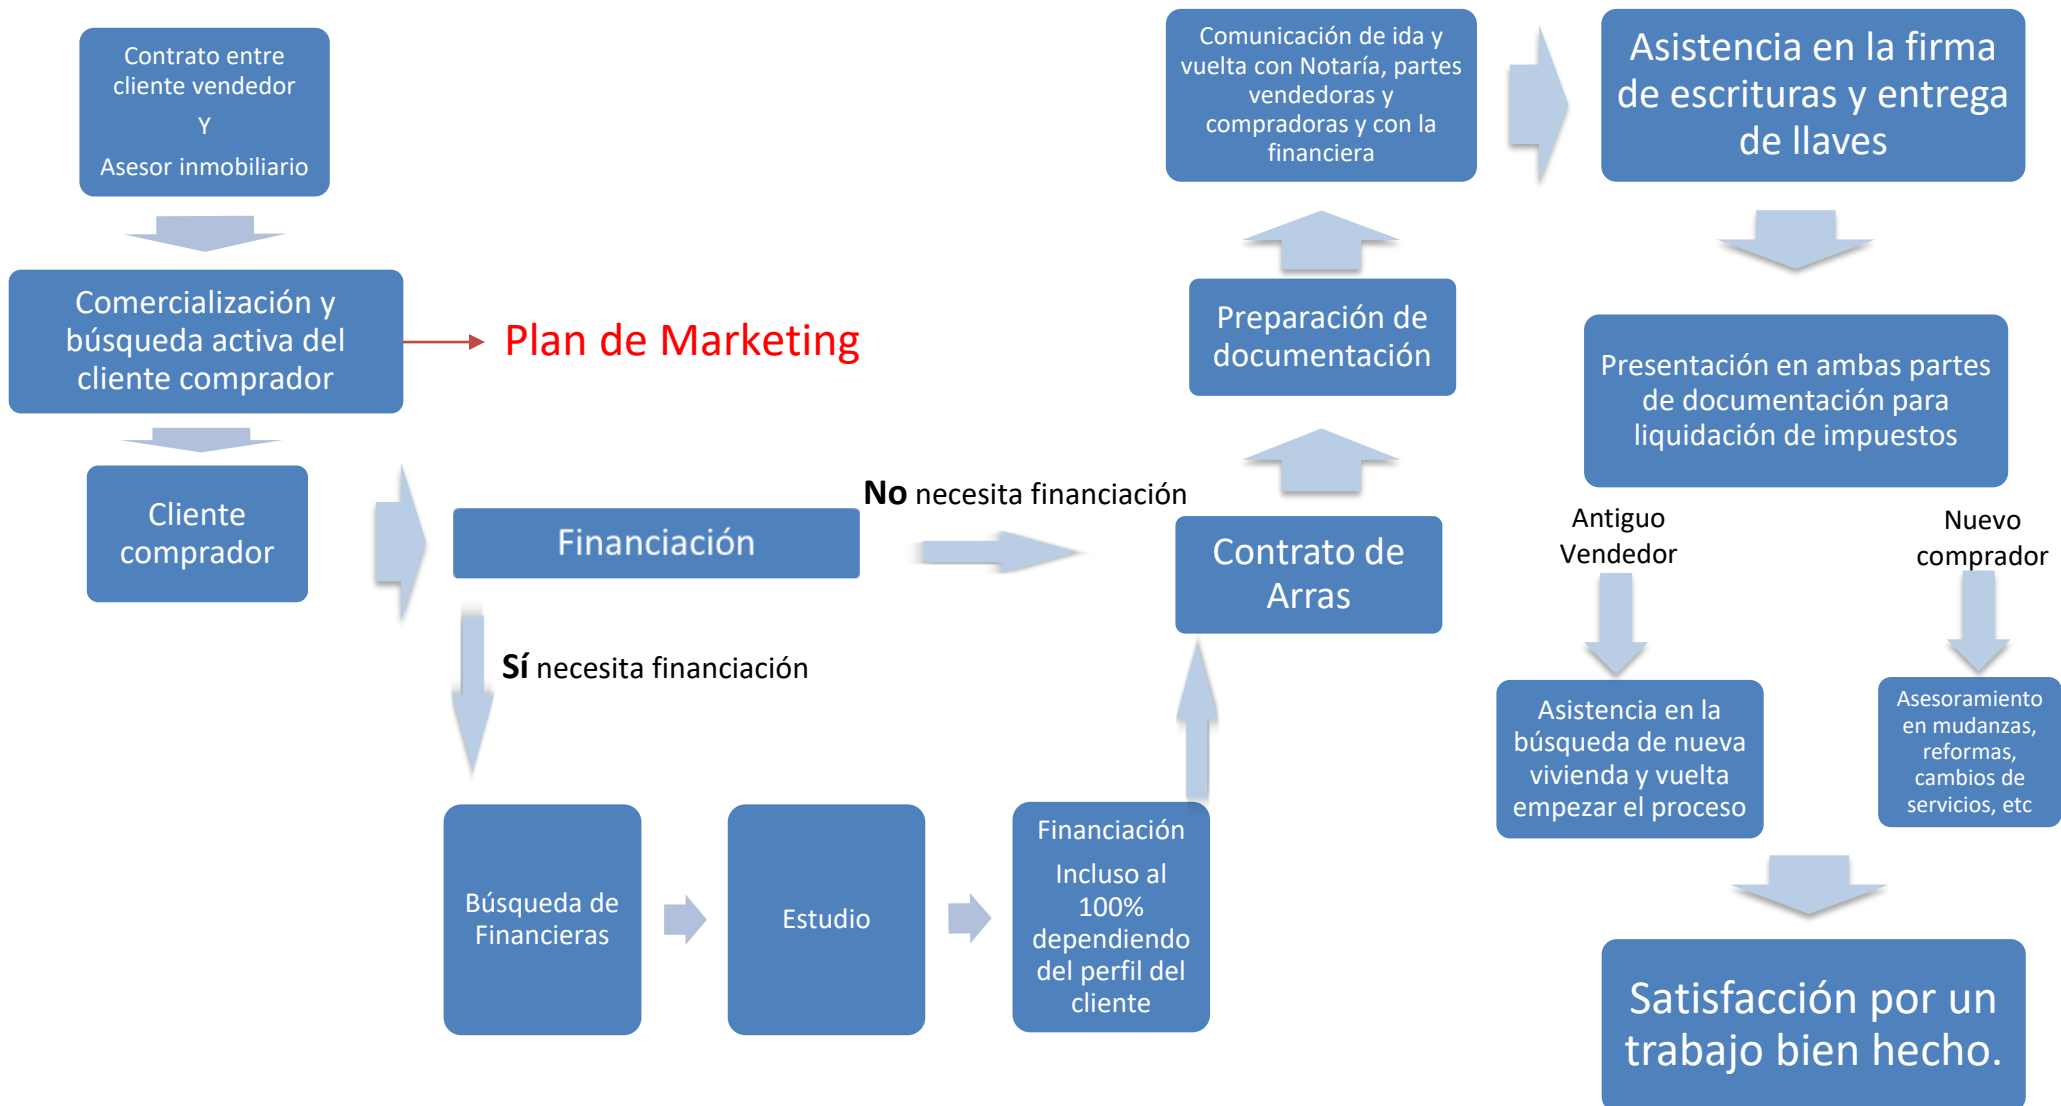 Contrato entre
cliente vendedor
Y
Asesor inmobiliario
Comercialización y
búsqueda activa del
cliente comprador
Plan de Marketing
Cliente
comprador
Financiación
No necesita financiación
Sí necesita financiación
Búsqueda de
Financieras
Estudio
Financiación
Incluso al
100%
dependiendo
del perfil del
cliente
Contrato de
Arras
Preparación de
documentación
Comunicación de ida y
vuelta con Notaría, partes
vendedoras y
compradoras y con la
financiera
Asistencia en la firma
de escrituras y entrega
de llaves
Presentación en ambas partes
de documentación para
liquidación de impuestos
Antiguo
Vendedor
Nuevo
comprador
Asistencia en la
búsqueda de nueva
vivienda y vuelta
empezar el proceso
Asesoramiento
en mudanzas,
reformas,
cambios de
servicios, etc
Satisfacción por un
trabajo bien hecho.